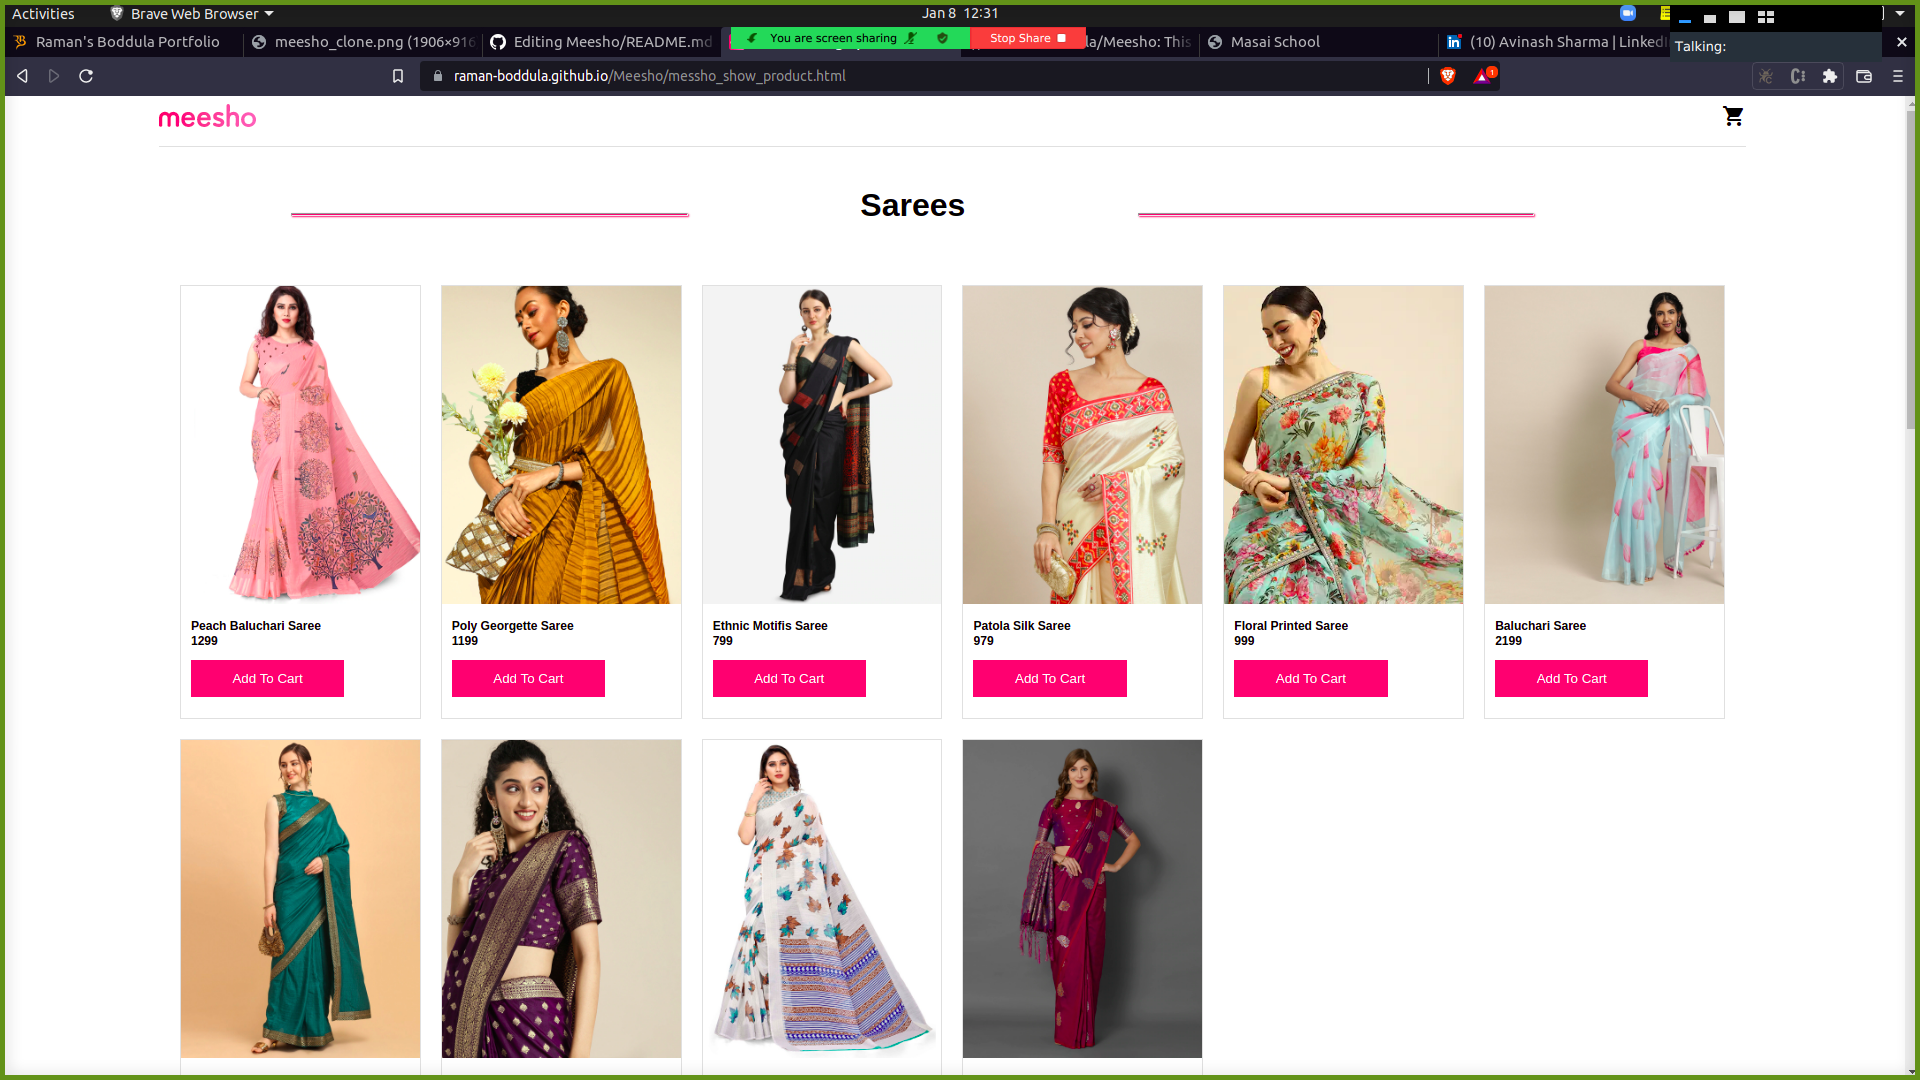 Activities
Brave Web Browser
Jan 8 12:31
Raman's Boddula Portfolio
meesho_clone.png (1906×916
Editing Meesho/README.md
You are screen sharing
Stop Share
la/Meesho: This
Masai School
(10) Avinash Sharma | LinkedI
Talking:
raman-boddula.github.io/Meesho/messho_show_product.html
1
meesho
Sarees
Peach Baluchari Saree
1299
Add To Cart
Poly Georgette Saree
1199
Add To Cart
Ethnic Motifis Saree
799
Add To Cart
Patola Silk Saree
979
Add To Cart
Floral Printed Saree
999
Add To Cart
Baluchari Saree
2199
Add To Cart